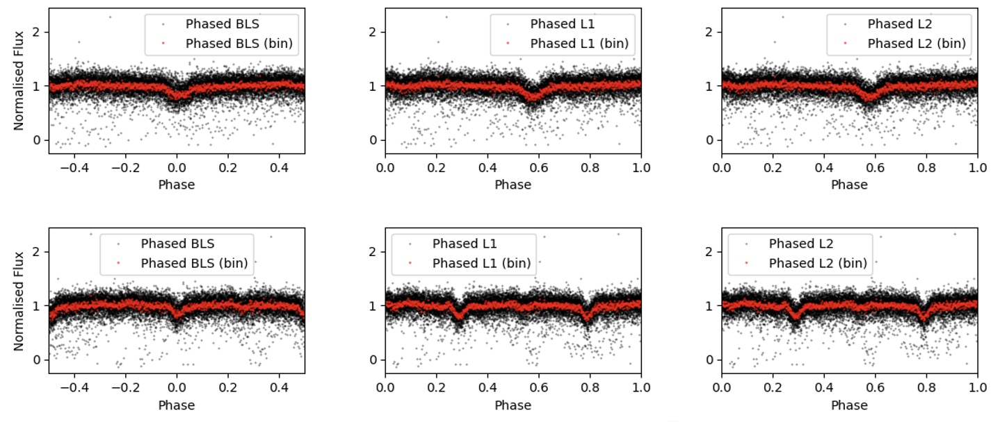 Normalised Flux
2
1
0
Phased BLS
Phased BLS (bin)
−0.4 −0.2 0.0 0.2 0.4
Phase
2
1
0
Phased L1
Phased L1 (bin)
0.0 0.2 0.4 0.6 0.8 1.0
Phase
2
1
0
Phased L2
Phased L2 (bin)
0.0 0.2 0.4 0.6 0.8 1.0
Phase
Normalised Flux
2
1
0
Phased BLS
Phased BLS (bin)
−0.4 −0.2 0.0 0.2 0.4
Phase
2
1
0
Phased L1
Phased L1 (bin)
0.0 0.2 0.4 0.6 0.8 1.0
Phase
2
1
0
Phased L2
Phased L2 (bin)
0.0 0.2 0.4 0.6 0.8 1.0
Phase